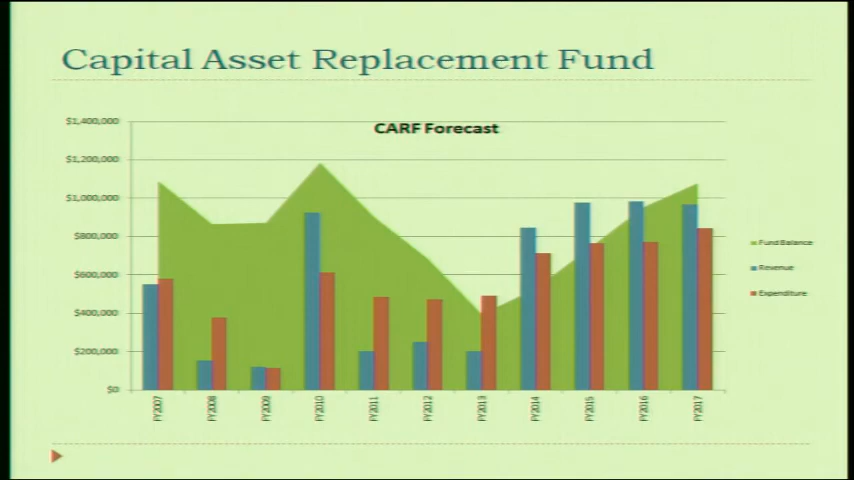 Capital Asset Replacement Fund
CARF Forecast
$1,400,000
$1,200,000
$1,000,000
$800,000
$600,000
$400,000
$200,000
$0
FY2007
FY2008
FY2009
FY2010
FY2011
FY2012
FY2013
FY2014
FY2015
FY2016
FY2017
Fund Balance
Revenue
Expenditure